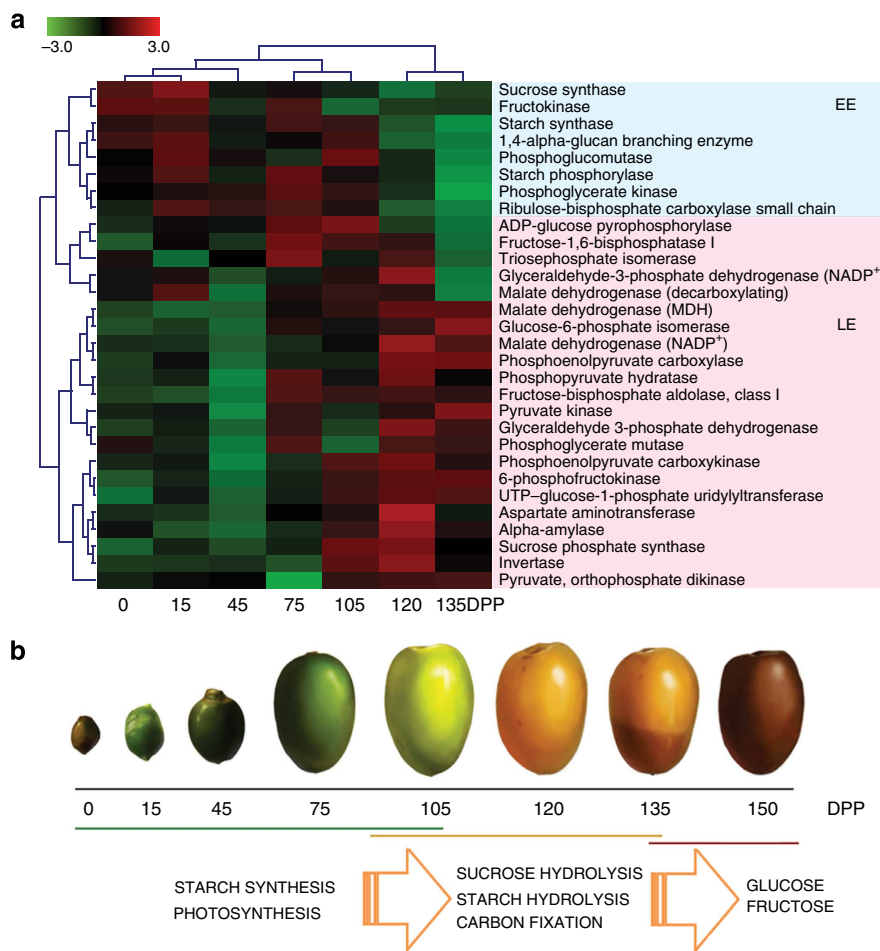 a
−3.0 3.0
Sucrose synthase
Fructokinase
EE
Starch synthase
1,4-alpha-glucan branching enzyme
Phosphoglucomutase
Starch phosphorylase
Phosphoglycerate kinase
Ribulose-bisphosphate carboxylase small chain
ADP-glucose pyrophosphorylase
Fructose-1,6-bisphosphatase I
Triosephosphate isomerase
Glyceraldehyde-3-phosphate dehydrogenase (NADP+
Malate dehydrogenase (decarboxylating)
Malate dehydrogenase (MDH)
Glucose-6-phosphate isomerase
LE
Malate dehydrogenase (NADP+)
Phosphoenolpyruvate carboxylase
Phosphopyruvate hydratase
Fructose-bisphosphate aldolase, class I
Pyruvate kinase
Glyceraldehyde 3-phosphate dehydrogenase
Phosphoglycerate mutase
Phosphoenolpyruvate carboxykinase
6-phosphofructokinase
UTP–glucose-1-phosphate uridylyltransferase
Aspartate aminotransferase
Alpha-amylase
Sucrose phosphate synthase
Invertase
Pyruvate, orthophosphate dikinase
0 15 45 75 105 120 135DPP
b
0 15 45 75 105 120 135 150 DPP
STARCH SYNTHESIS
PHOTOSYNTHESIS
SUCROSE HYDROLYSIS
STARCH HYDROLYSIS
CARBON FIXATION
GLUCOSE
FRUCTOSE